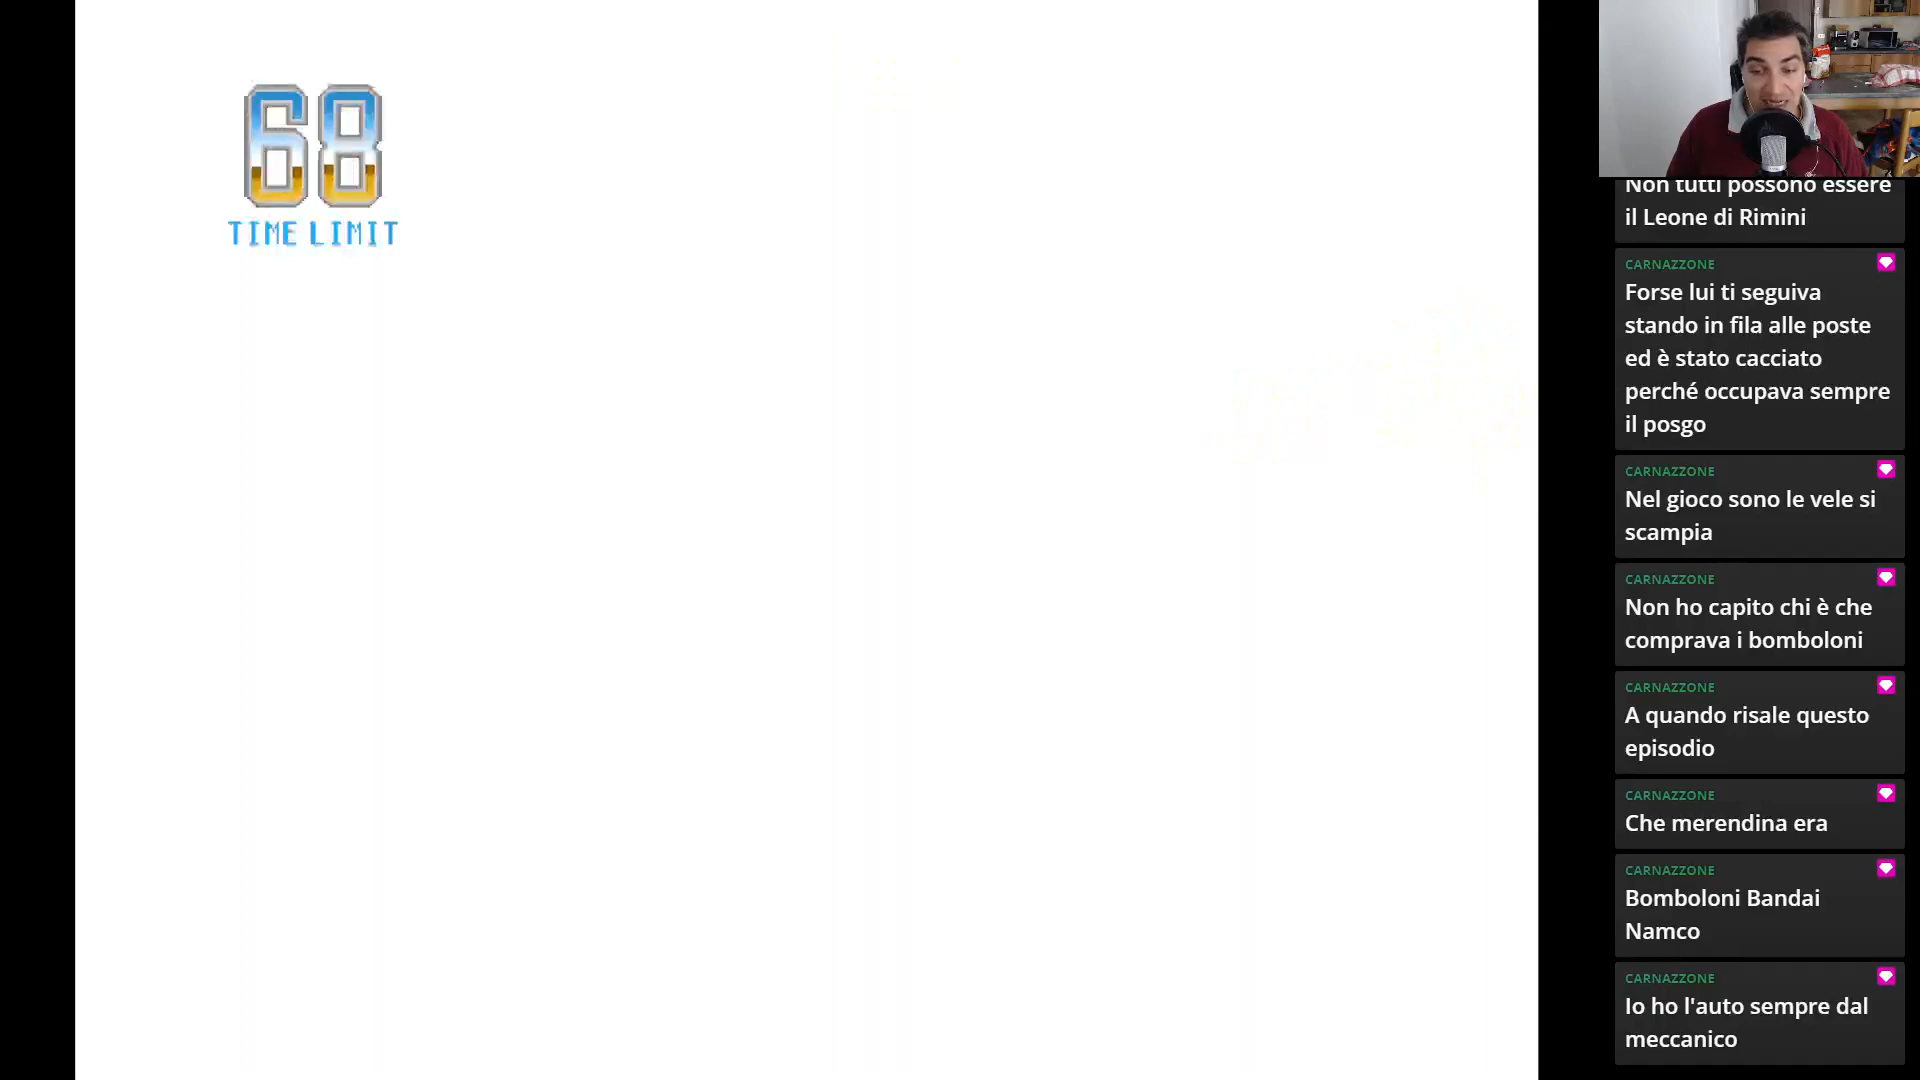 68
TIME LIMIT
Non tutti possono essere
il Leone di Rimini
CARNAZZONE
Forse lui ti seguiva
stando in fila alle poste
ed è stato cacciato
perché occupava sempre
il posgo
CARNAZZONE
Nel gioco sono le vele si
scampia
CARNAZZONE
Non ho capito chi è che
comprava i bomboloni
CARNAZZONE
A quando risale questo
episodio
CARNAZZONE
Che merendina era
CARNAZZONE
Bomboloni Bandai
Namco
CARNAZZONE
Io ho l'auto sempre dal
meccanico